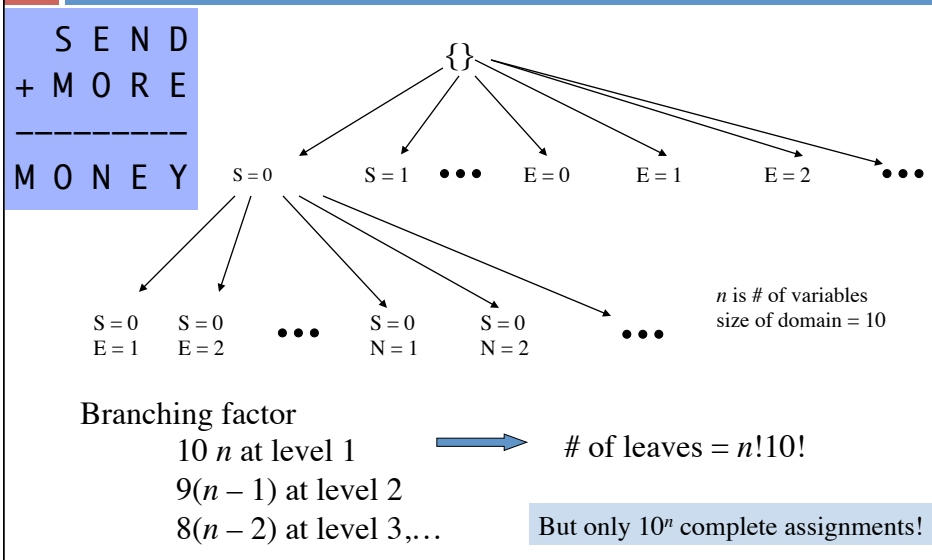 S E N D
+ M O R E
---------
M O N E Y
{}
S = 0
S = 1
•••
E = 0
E = 1
E = 2
•••
S = 0
E = 1
S = 0
E = 2
•••
S = 0
N = 1
S = 0
N = 2
•••
n is # of variables
size of domain = 10
Branching factor
10 n at level 1
9(n – 1) at level 2
8(n – 2) at level 3,…
# of leaves = n!10!
But only 10ⁿ complete assignments!